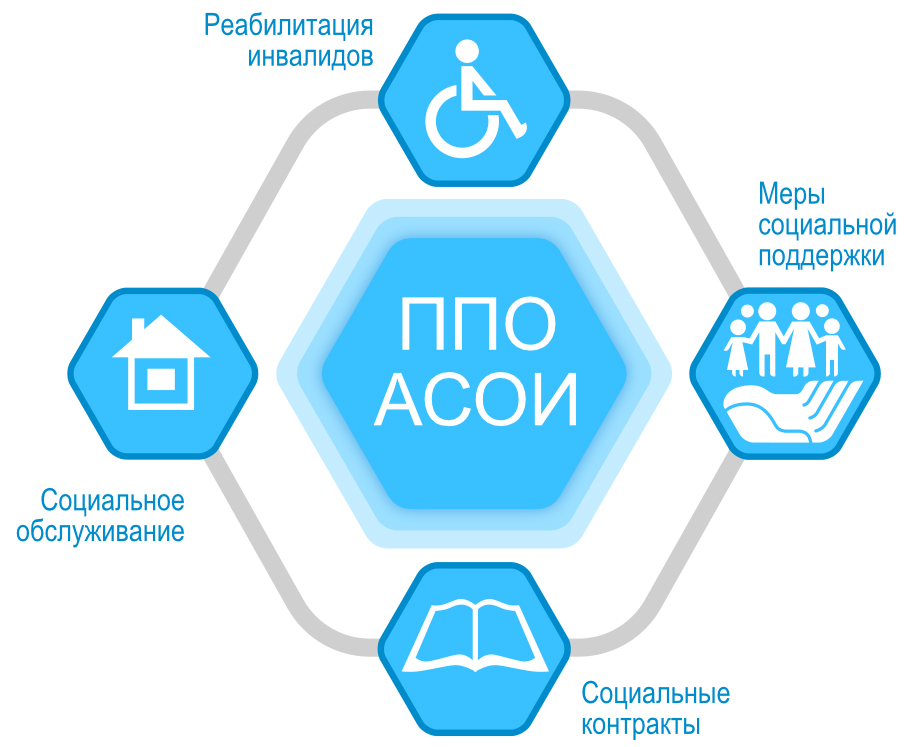 Реабилитация
инвалидов
Меры
социальной
поддержки
ППО
АСОИ
Социальное
обслуживание
Социальные
контракты